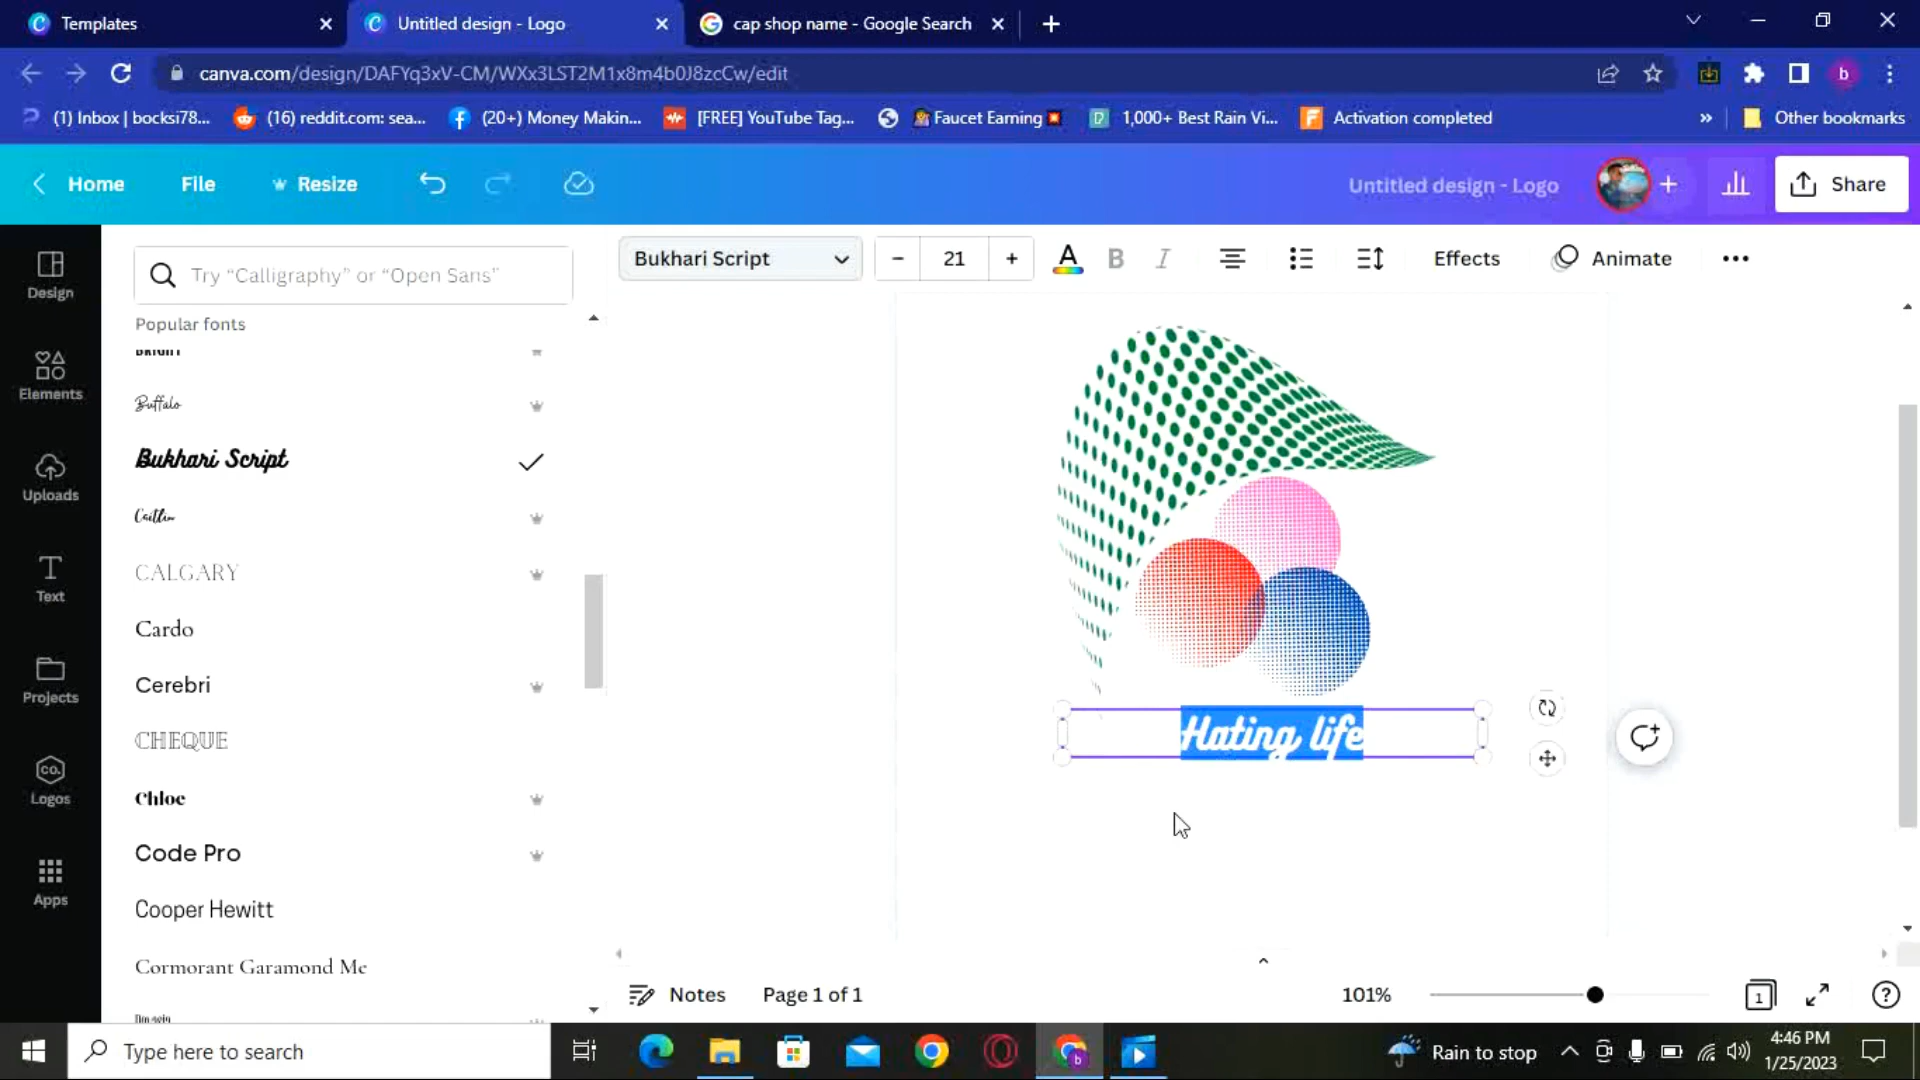 Templates
Untitled design - Logo
cap shop name - Google Search
canva.com/design/DAFYq3xV-CM/WXx3LST2M1x8m4b0J8zcCw/edit
b
(1) Inbox | bocksi78...
(16) reddit.com: sea...
(20+) Money Makin...
[FREE] YouTube Tag...
Faucet Earning
1,000+ Best Rain Vi...
Activation completed
Other bookmarks
Home
File
Resize
Untitled design - Logo
Share
Design
Elements
Uploads
Text
Projects
CO.
Logos
Apps
Try “Calligraphy” or “Open Sans”
Bukhari Script
21
A
B
I
Effects
Animate
Popular fonts
BRIGHT
Buffalo
Bukhari Script
Caitlin
CALGARY
Cardo
Cerebri
CHEQUE
Chloe
Code Pro
Cooper Hewitt
Cormorant Garamond Me
Hating life
Notes
Page 1 of 1
101%
1
Type here to search
b
Rain to stop
4:46 PM
1/25/2023